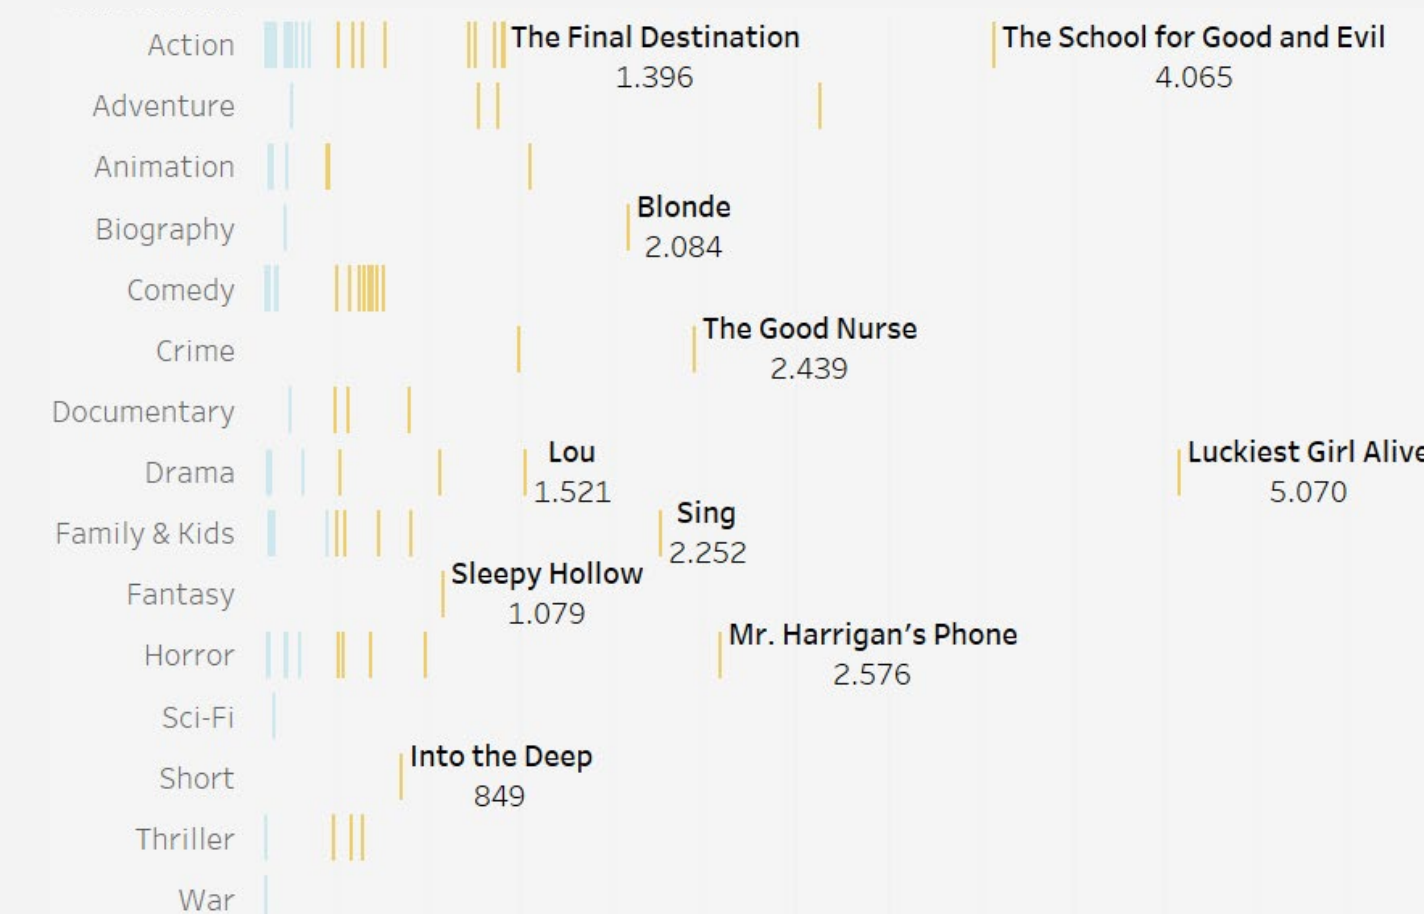 Action
The Final Destination
1.396
The School for Good and Evil
4.065
Adventure
Animation
Biography
Blonde
2.084
Comedy
Crime
The Good Nurse
2.439
Documentary
Drama
Lou
1.521
Luckiest Girl Alive
5.070
Family & Kids
Sing
2.252
Fantasy
Sleepy Hollow
1.079
Horror
Mr. Harrigan's Phone
2.576
Sci-Fi
Short
Into the Deep
849
Thriller
War